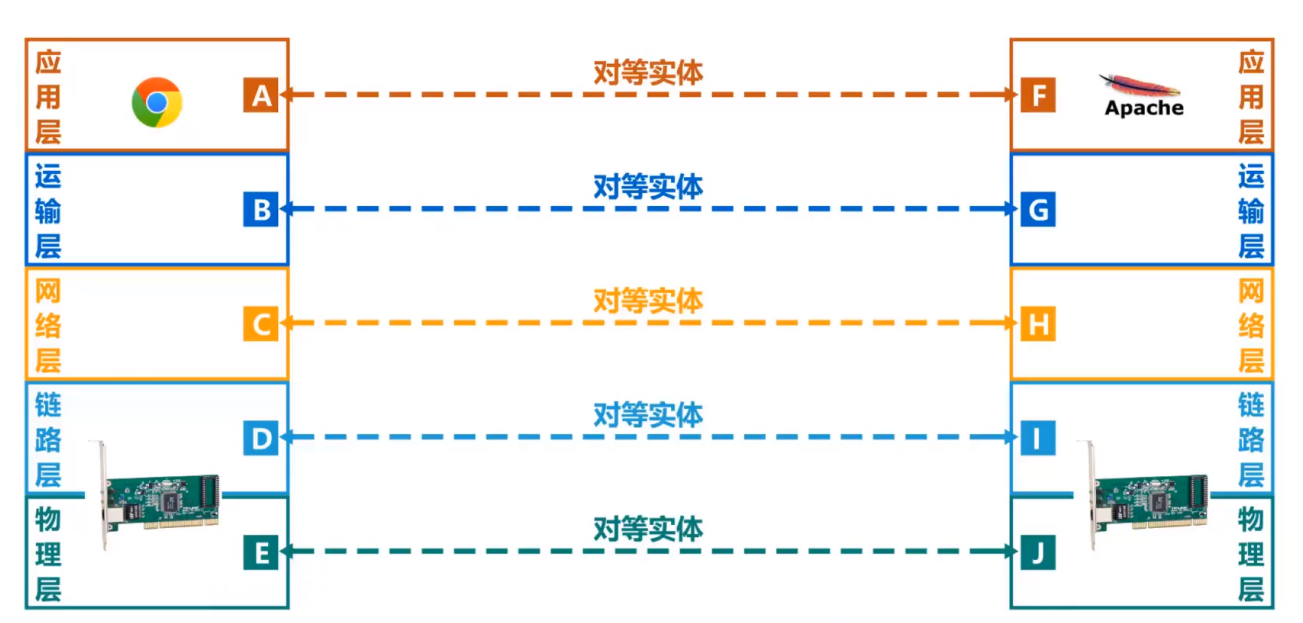 应用层
A
对等实体
F
Apache
应用层
运输层
B
对等实体
G
运输层
网络层
C
对等实体
H
网络层
链路层
D
对等实体
I
链路层
物理层
E
对等实体
J
物理层